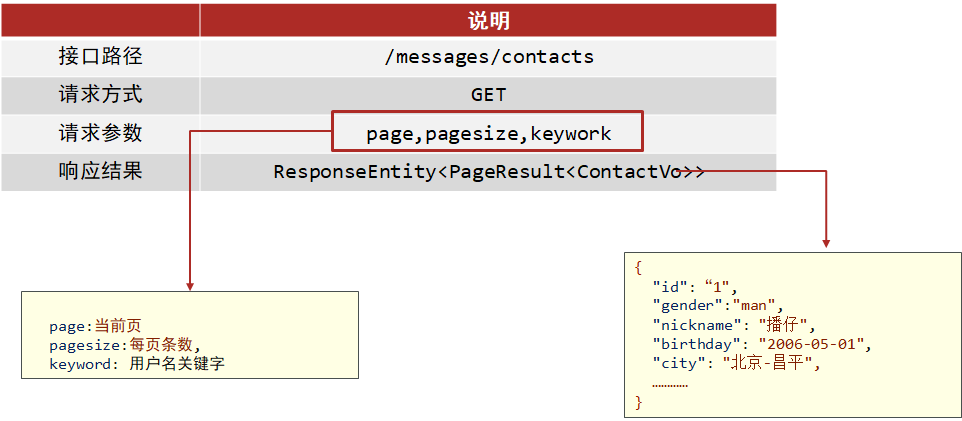 说明
接口路径 /messages/contacts
请求方式 GET
请求参数 page,pagesize,keywork
响应结果 ResponseEntity<PageResult<ContactVo>>
page:当前页
pagesize:每页条数,
keyword: 用户名关键字
{
"id": “1",
"gender":"man",
"nickname": "播仔",
"birthday": "2006-05-01",
"city": "北京-昌平",
…………
}